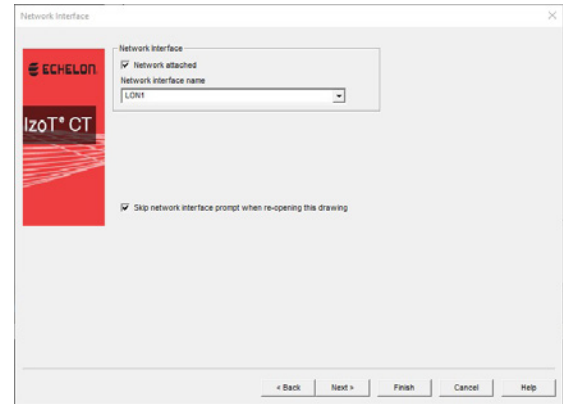 Network Interface
Network Interface
Network attached
Network interface name
LON1
ECHELON
IzoT® CT
Skip network interface prompt when re-opening this drawing
< Back
Next >
Finish
Cancel
Help